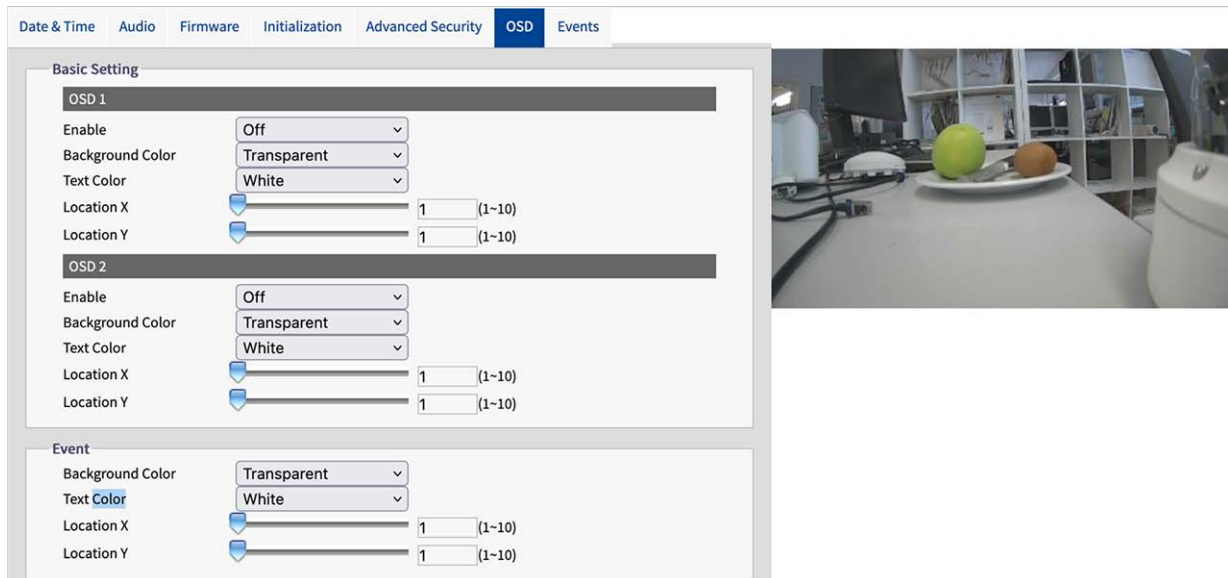 Date & Time Audio Firmware Initialization Advanced Security OSD Events
Basic Setting
OSD 1
Enable Off
Background Color Transparent
Text Color White
Location X 1 (1~10)
Location Y 1 (1~10)
OSD 2
Enable Off
Background Color Transparent
Text Color White
Location X 1 (1~10)
Location Y 1 (1~10)
Event
Background Color Transparent
Text Color White
Location X 1 (1~10)
Location Y 1 (1~10)